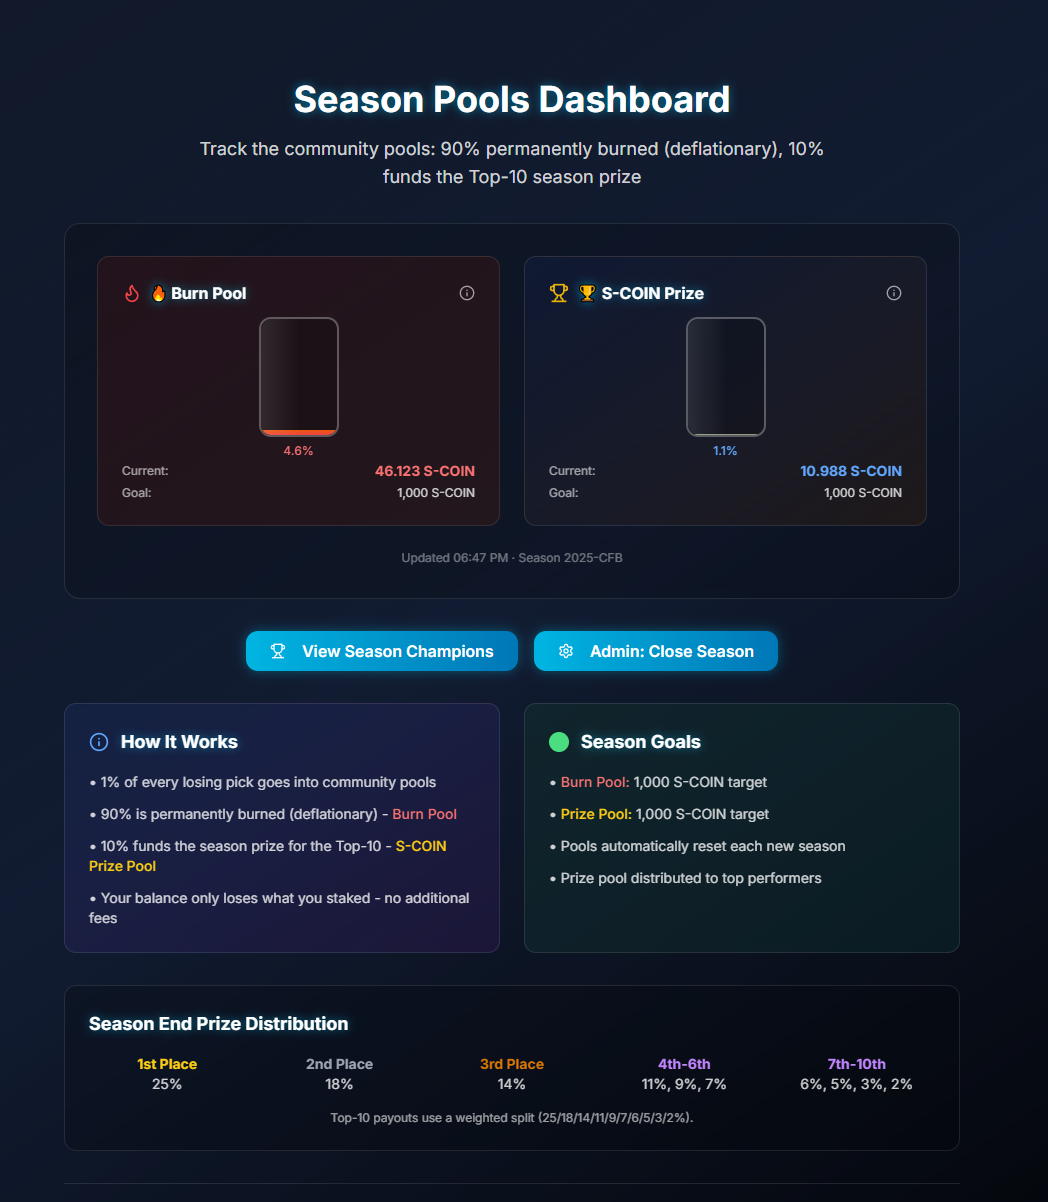 Season Pools Dashboard
Track the community pools: 90% permanently burned (deflationary), 10%
funds the Top-10 season prize
🔥 Burn Pool
4.6%
Current: 46.123 S-COIN
Goal: 1,000 S-COIN
🏆 S-COIN Prize
1.1%
Current: 10.988 S-COIN
Goal: 1,000 S-COIN
Updated 06:47 PM · Season 2025-CFB
View Season Champions
Admin: Close Season
How It Works
• 1% of every losing pick goes into community pools
• 90% is permanently burned (deflationary) - Burn Pool
• 10% funds the season prize for the Top-10 - S-COIN
Prize Pool
• Your balance only loses what you staked - no additional
fees
Season Goals
• Burn Pool: 1,000 S-COIN target
• Prize Pool: 1,000 S-COIN target
• Pools automatically reset each new season
• Prize pool distributed to top performers
Season End Prize Distribution
1st Place
25%
2nd Place
18%
3rd Place
14%
4th-6th
11%, 9%, 7%
7th-10th
6%, 5%, 3%, 2%
Top-10 payouts use a weighted split (25/18/14/11/9/7/6/5/3/2%).